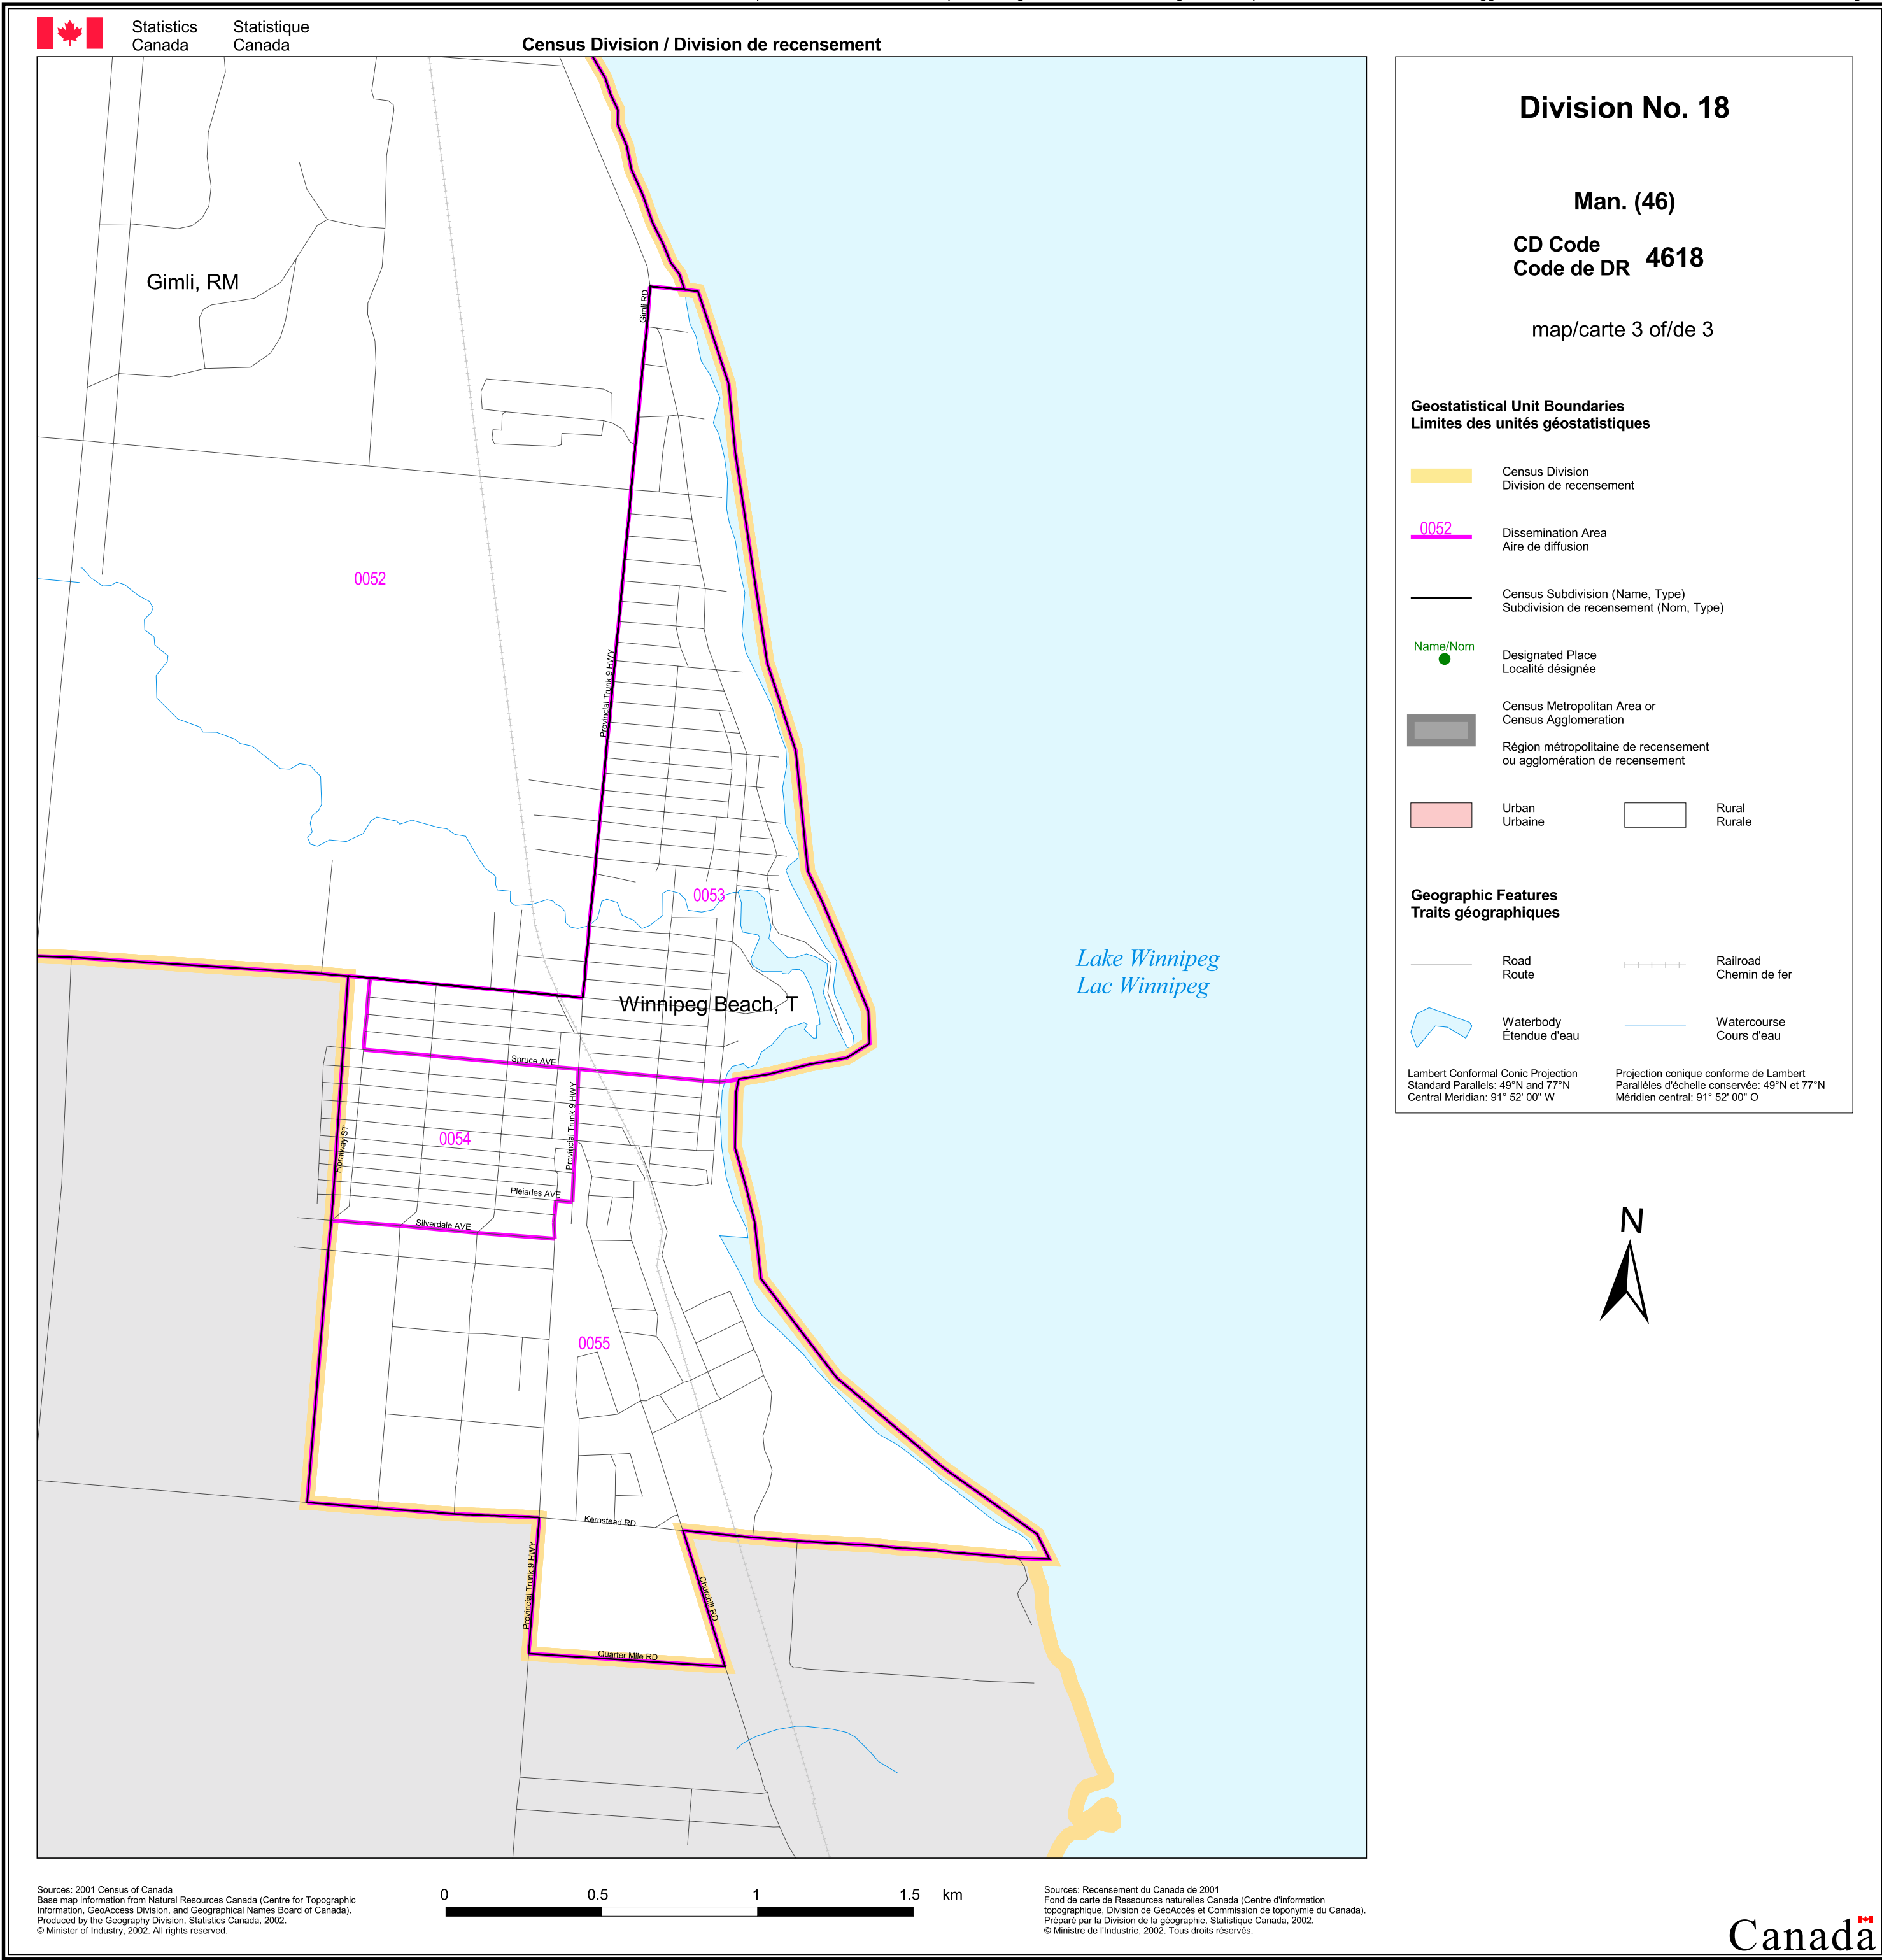 Statistics Statistique
Canada Canada
Census Division / Division de recensement
Gimli, RM
Gimli RD
0052
Provincial Trunk 9 HWY
0053
Lake Winnipeg
Lac Winnipeg
Winnipeg Beach, T
Spruce AVE
Provincial Trunk 9 HWY
0054
Floralway ST
Pleiades AVE
Silverdale AVE
0055
Kernstead RD
Provincial Trunk 9 HWY
Churchill RD
Quarter Mile RD
Division No. 18
Man. (46)
CD Code
Code de DR 4618
map/carte 3 of/de 3
Geostatistical Unit Boundaries
Limites des unités géostatistiques
Census Division
Division de recensement
0052
Dissemination Area
Aire de diffusion
Census Subdivision (Name, Type)
Subdivision de recensement (Nom, Type)
Name/Nom
Designated Place
Localité désignée
Census Metropolitan Area or
Census Agglomeration
Région métropolitaine de recensement
ou agglomération de recensement
Urban Rural
Urbaine Rurale
Geographic Features
Traits géographiques
Road Railroad
Route Chemin de fer
Waterbody Watercourse
Étendue d'eau Cours d'eau
Lambert Conformal Conic Projection
Standard Parallels: 49°N and 77°N
Central Meridian: 91° 52' 00" W
Projection conique conforme de Lambert
Parallèles d'échelle conservée: 49°N et 77°N
Méridien central: 91° 52' 00" O
N
Sources: 2001 Census of Canada
Base map information from Natural Resources Canada (Centre for Topographic
Information, GeoAccess Division, and Geographical Names Board of Canada).
Produced by the Geography Division, Statistics Canada, 2002.
© Minister of Industry, 2002. All rights reserved.
0 0.5 1 1.5 km
Sources: Recensement du Canada de 2001
Fond de carte de Ressources naturelles Canada (Centre d'information
topographique, Division de GéoAccès et Commission de toponymie du Canada).
Préparé par la Division de la géographie, Statistique Canada, 2002.
© Ministre de l'Industrie, 2002. Tous droits réservés.
Canada